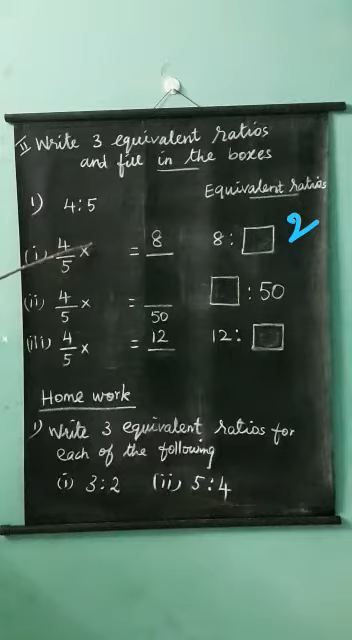 II Write 3 equivalent ratios
and fill in the boxes
Equivalent ratios
1) 4:5
(i) 4/5 × = 8/ 8: □ 2
(ii) 4/5 × = /50 □ : 50
(iii) 4/5 × = 12/ 12: □
Home work
1) Write 3 equivalent ratios for
each of the following
(i) 3:2 (ii) 5:4